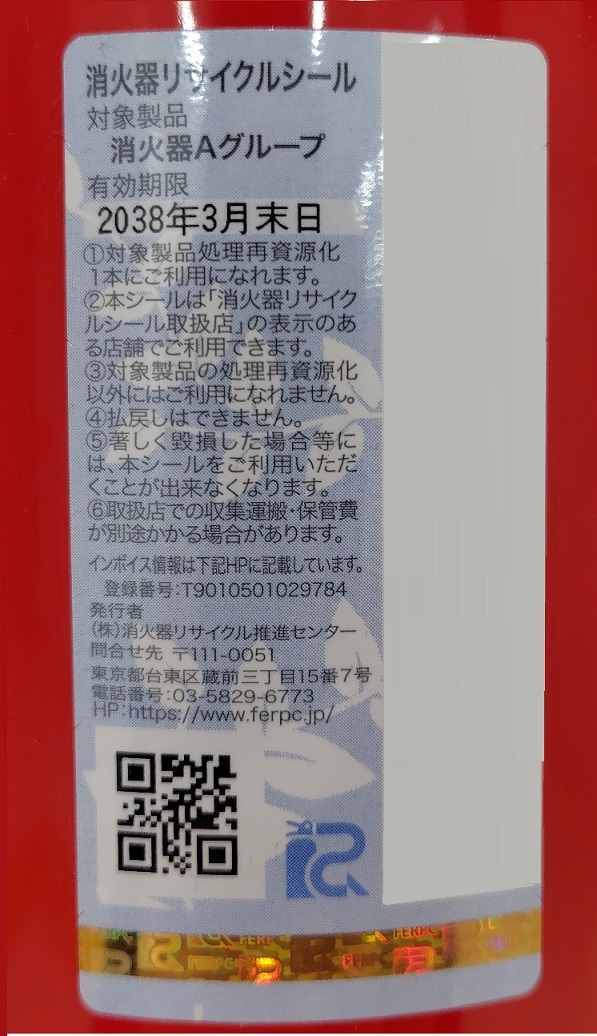 消火器リサイクルシール
対象製品
消火器Aグループ
有効期限
2038年3月末日
①対象製品処理再資源化
1本にご利用になれます。
②本シールは「消火器リサイク
ルシール取扱店」の表示のあ
る店舗でご利用できます。
③対象製品の処理再資源化
以外にはご利用になれません。
④払戻しはできません。
⑤著しく毀損した場合等に
は、本シールをご利用いただ
くことが出来なくなります。
⑥取扱店での収集運搬・保管費
が別途かかる場合があります。
インボイス情報は下記HPに記載しています。
登録番号:T9010501029784
発行者
(株)消火器リサイクル推進センター
問合せ先 〒111-0051
東京都台東区蔵前三丁目15番7号
電話番号:03-5829-6773
HP:https://www.ferpc.jp/
FERPC
FERPC
FERPC